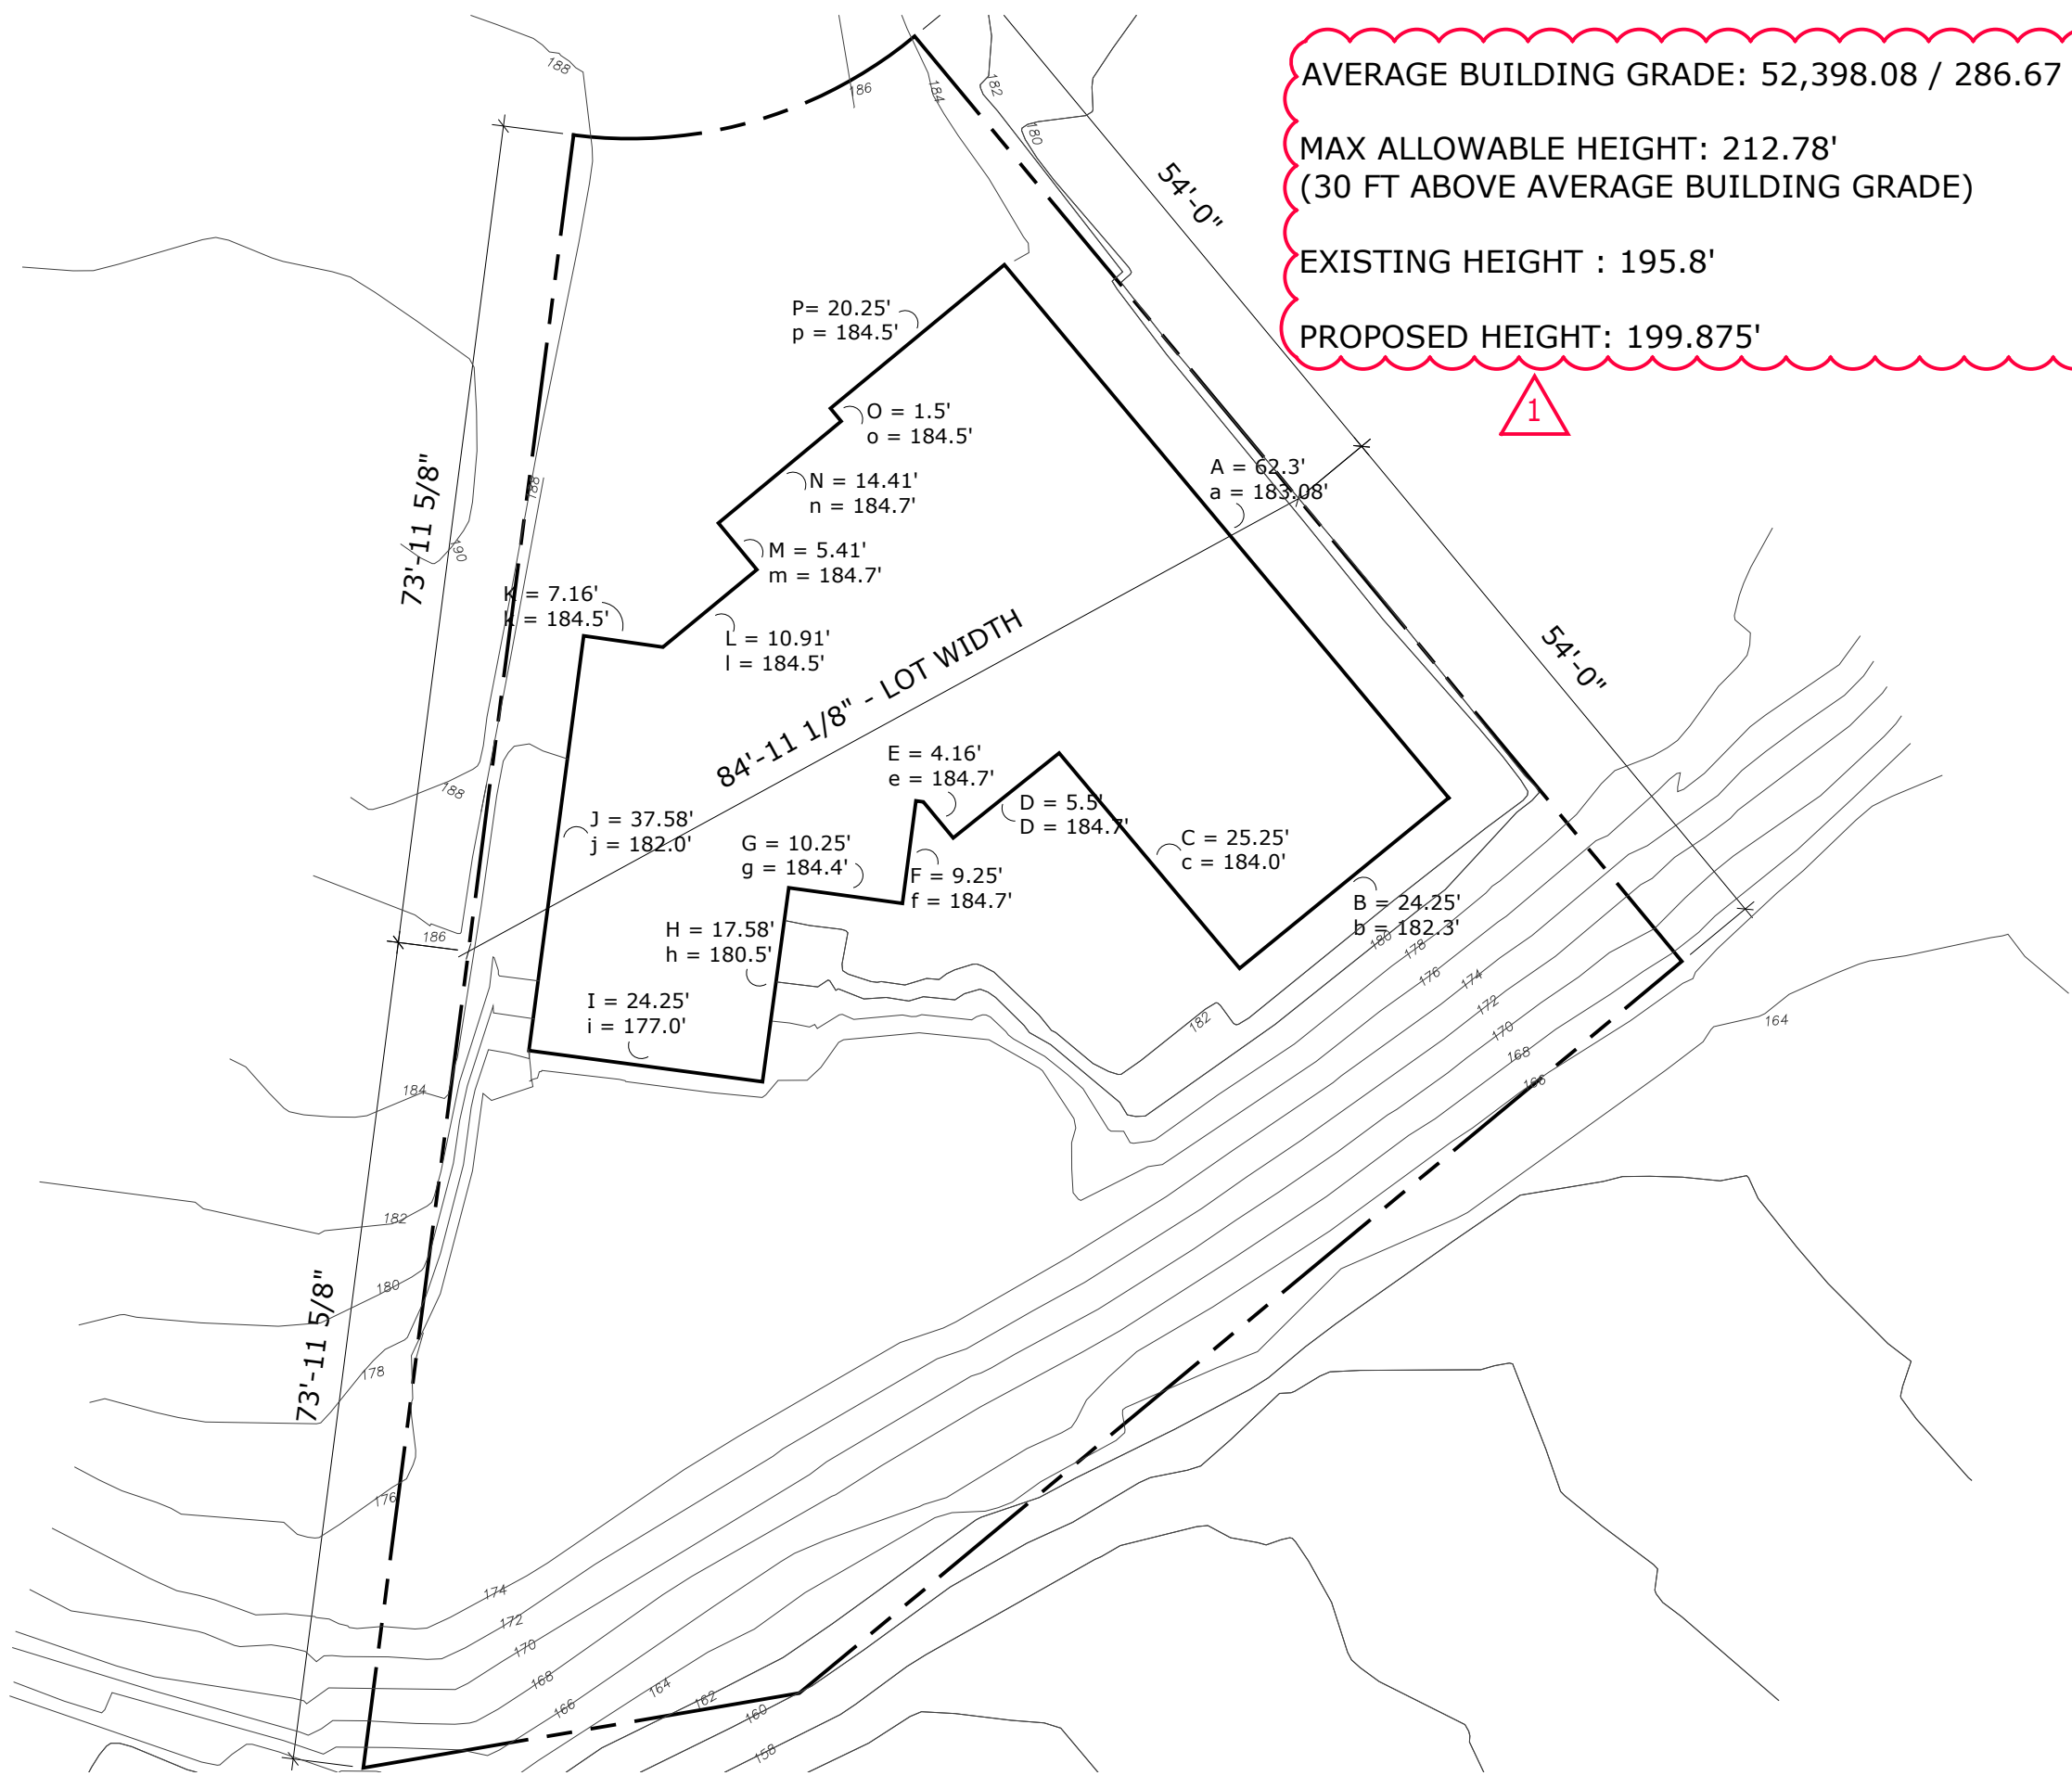 AVERAGE BUILDING GRADE: 52,398.08 / 286.67
MAX ALLOWABLE HEIGHT: 212.78'
(30 FT ABOVE AVERAGE BUILDING GRADE)
EXISTING HEIGHT : 195.8'
PROPOSED HEIGHT: 199.875'
1
188
186
184
182
180
54'-0"
P= 20.25'
p = 184.5'
O = 1.5'
o = 184.5'
N = 14.41'
n = 184.7'
M = 5.41'
m = 184.7'
A = 62.3'
a = 183.08'
73'-11 5/8"
188
190
K = 7.16'
k = 184.5'
L = 10.91'
l = 184.5'
84'-11 1/8" - LOT WIDTH
54'-0"
E = 4.16'
e = 184.7'
D = 5.5'
D = 184.7'
188
J = 37.58'
j = 182.0'
G = 10.25'
g = 184.4'
C = 25.25'
c = 184.0'
F = 9.25'
f = 184.7'
B = 24.25'
b = 182.3'
H = 17.58'
h = 180.5'
186
180
178
176
174
172
170
168
166
164
I = 24.25'
i = 177.0'
182
184
182
180
73'-11 5/8"
178
176
174
172
170
168
166
164
162
160
158